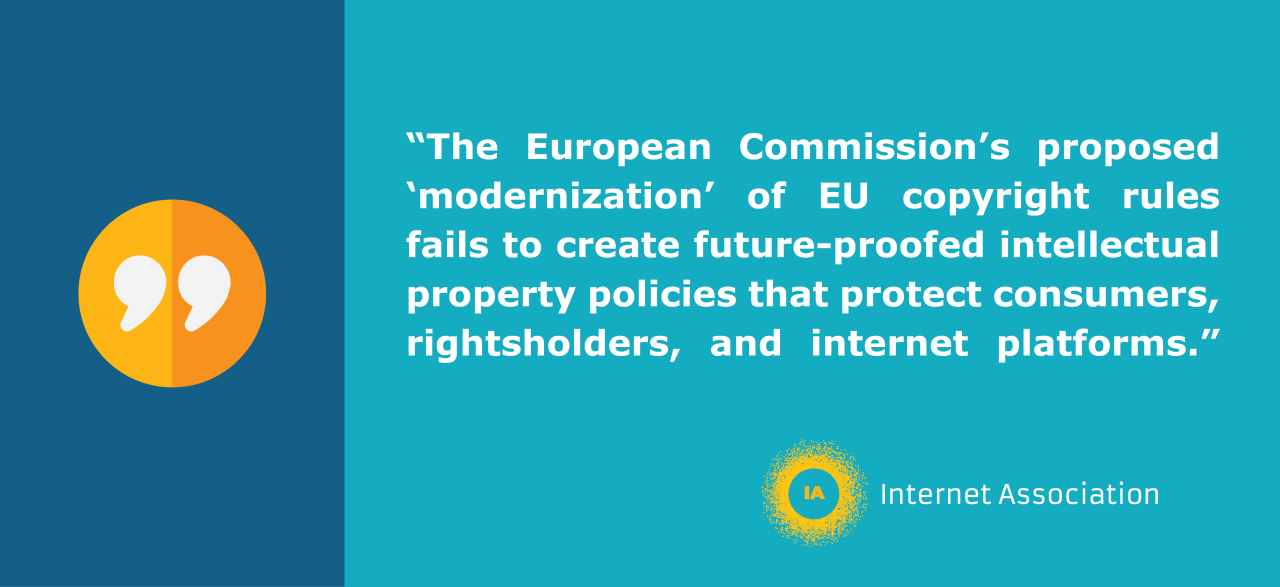 “The European Commission’s proposed
‘modernization’ of EU copyright rules
fails to create future-proofed intellectual
property policies that protect consumers,
rightsholders, and internet platforms.”
IA
Internet Association